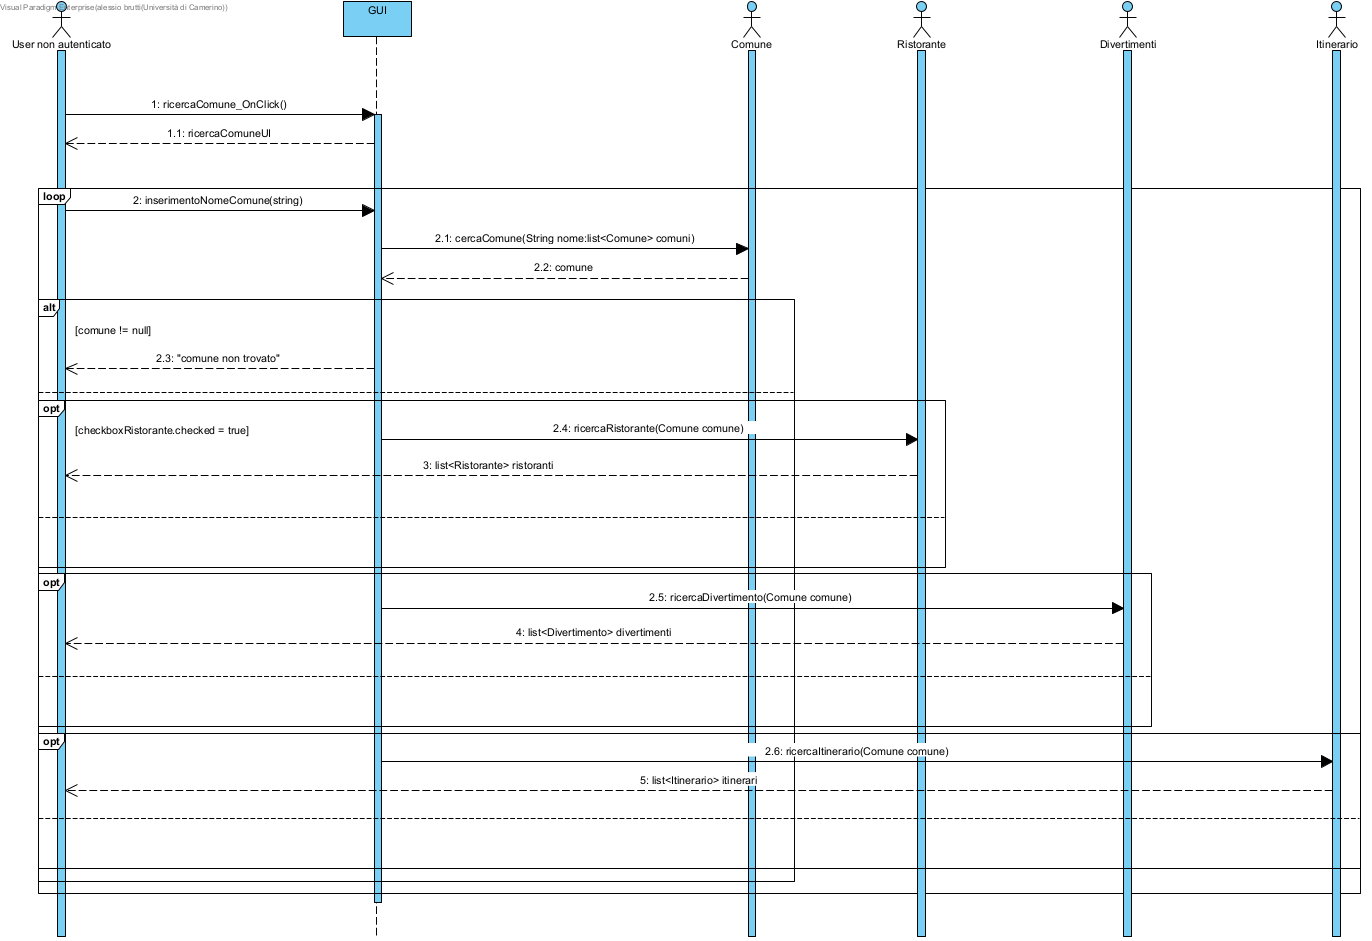 Visual Paradigm Enterprise(alessio brutti(Università di Camerino))
GUI
User non autenticato
Comune
Ristorante
Divertimenti
Itinerario
1: ricercaComune_OnClick()
1.1: ricercaComuneUI
loop
2: inserimentoNomeComune(string)
2.1: cercaComune(String nome:list<Comune> comuni)
2.2: comune
alt
[comune != null]
2.3: "comune non trovato"
opt
[checkboxRistorante.checked = true]
2.4: ricercaRistorante(Comune comune)
3: list<Ristorante> ristoranti
opt
2.5: ricercaDivertimento(Comune comune)
4: list<Divertimento> divertimenti
opt
2.6: ricercaItinerario(Comune comune)
5: list<Itinerario> itinerari